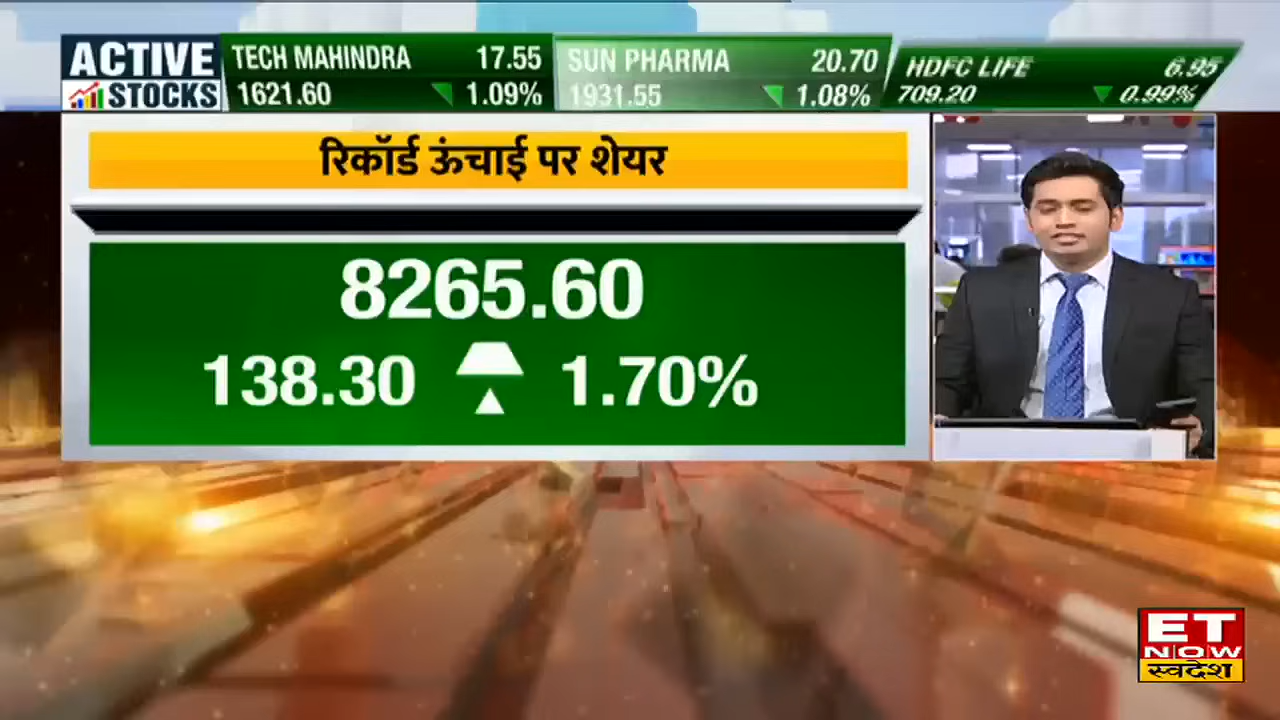 ACTIVE
STOCKS
TECH MAHINDRA 17.55
1621.60 1.09%
SUN PHARMA 20.70
1931.55 1.08%
HDFC LIFE 6.95
709.20 0.99%
रिकॉर्ड ऊंचाई पर शेयर
8265.60
138.30 1.70%
ET
NOW
स्वदेश